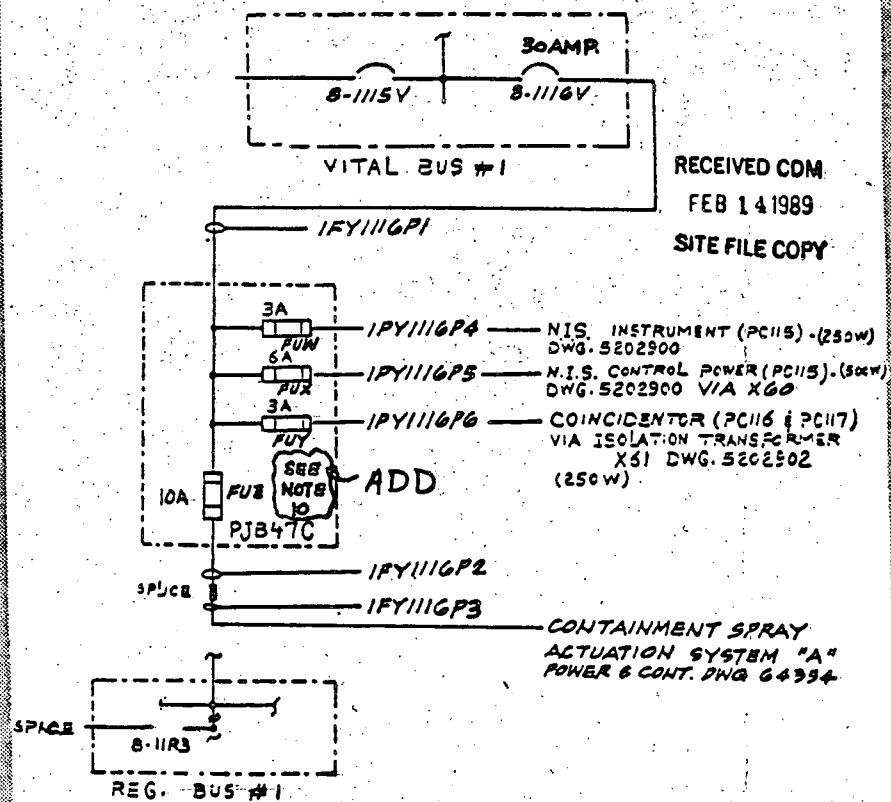 30AMP.
8-1115V
8-1116V
VITAL BUS #1
RECEIVED CDM
FEB 14 1989
SITE FILE COPY
1FY1116P1
3A
FUW
1PY1116P4
N.I.S. INSTRUMENT (PC115).(250W)
DWG. 5202900
6A
FUX
1PY1116P5
N.I.S. CONTROL POWER (PC115).(500W)
DWG. 5202900 VIA X60
3A
FUY
1PY1116P6
COINCIDENTOR (PC116 & PC117)
VIA ISOLATION TRANSFORMER
X61 DWG. 5202902
(250W)
10A
FUZ
SEE
NOTE
10
ADD
PJB47C
1FY1116P2
SPLICE
1FY1116P3
CONTAINMENT SPRAY
ACTUATION SYSTEM "A"
POWER & CONT. DWG 64394
SPLICE
8-11R3
REG. BUS #1